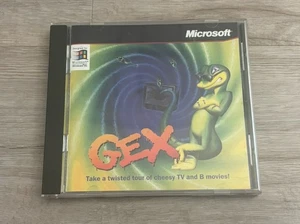 Microsoft
GEX
Take a twisted tour of cheesy TV and B movies!